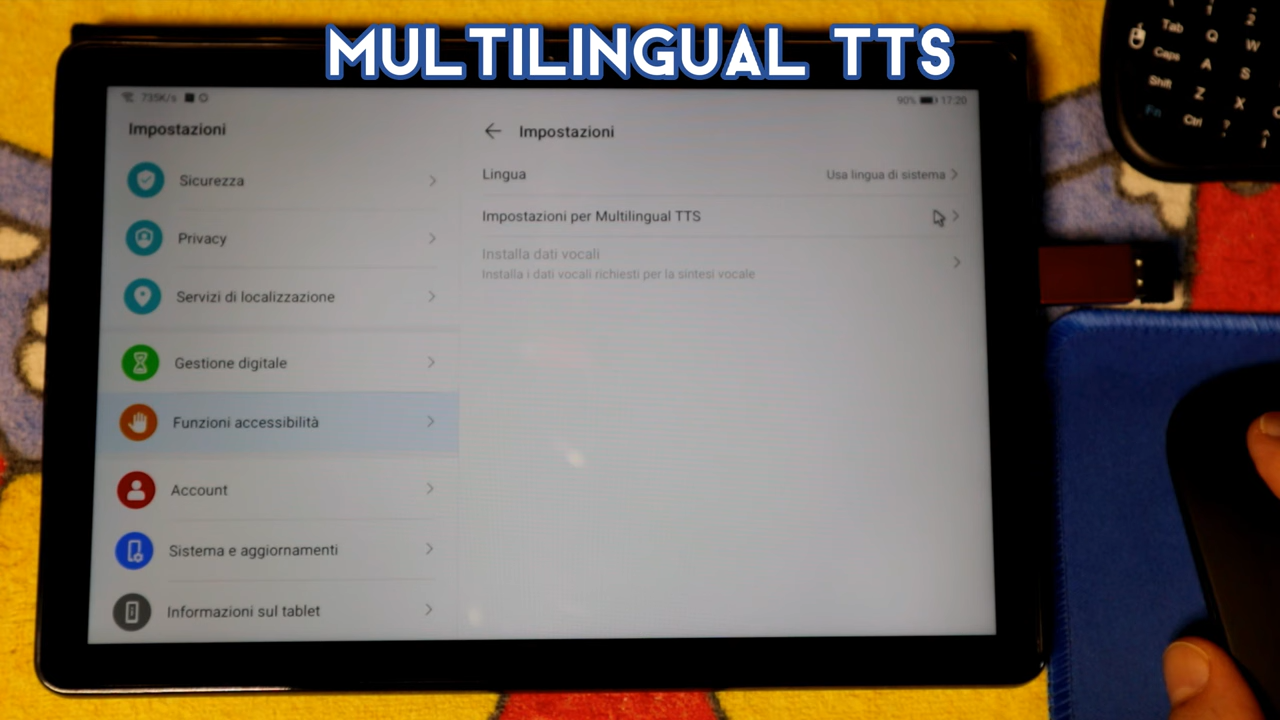 MULTILINGUAL TTS
735K/s
90% 17:20
Impostazioni
Sicurezza
Privacy
Servizi di localizzazione
Gestione digitale
Funzioni accessibilità
Account
Sistema e aggiornamenti
Informazioni sul tablet
Impostazioni
Lingua
Usa lingua di sistema
Impostazioni per Multilingual TTS
Installa dati vocali
Installa i dati vocali richiesti per la sintesi vocale
Tab Q W
Caps A S
Shift Z X
Fn Ctrl